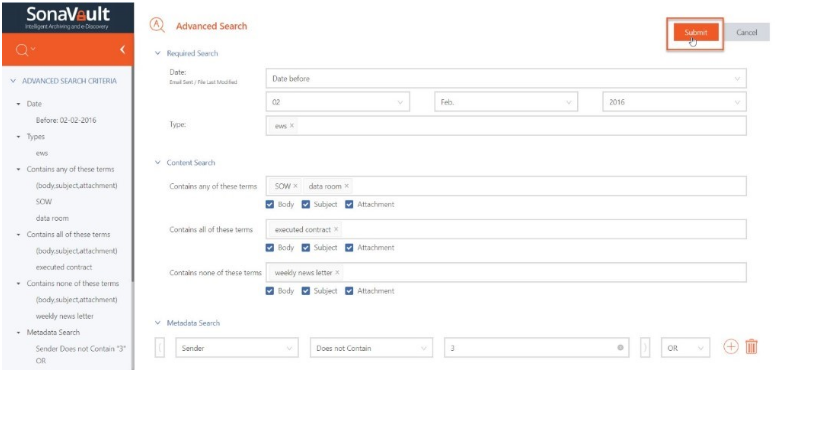 SonaVault
Intelligent Archiving and e-Discovery
ADVANCED SEARCH CRITERIA
Date
Before: 02-02-2016
Types
ews
Contains any of these terms
(body,subject,attachment)
SOW
data room
Contains all of these terms
(body,subject,attachment)
executed contract
Contains none of these terms
(body,subject,attachment)
weekly news letter
Metadata Search
Sender Does not Contain "3"
OR
Advanced Search
Submit
Cancel
Required Search
Date:
Email Sent / File Last Modified
Date before
02
Feb.
2016
Type:
ews ×
Content Search
Contains any of these terms
SOW × data room ×
Body Subject Attachment
Contains all of these terms
executed contract ×
Body Subject Attachment
Contains none of these terms
weekly news letter ×
Body Subject Attachment
Metadata Search
( Sender Does not Contain 3 ) OR